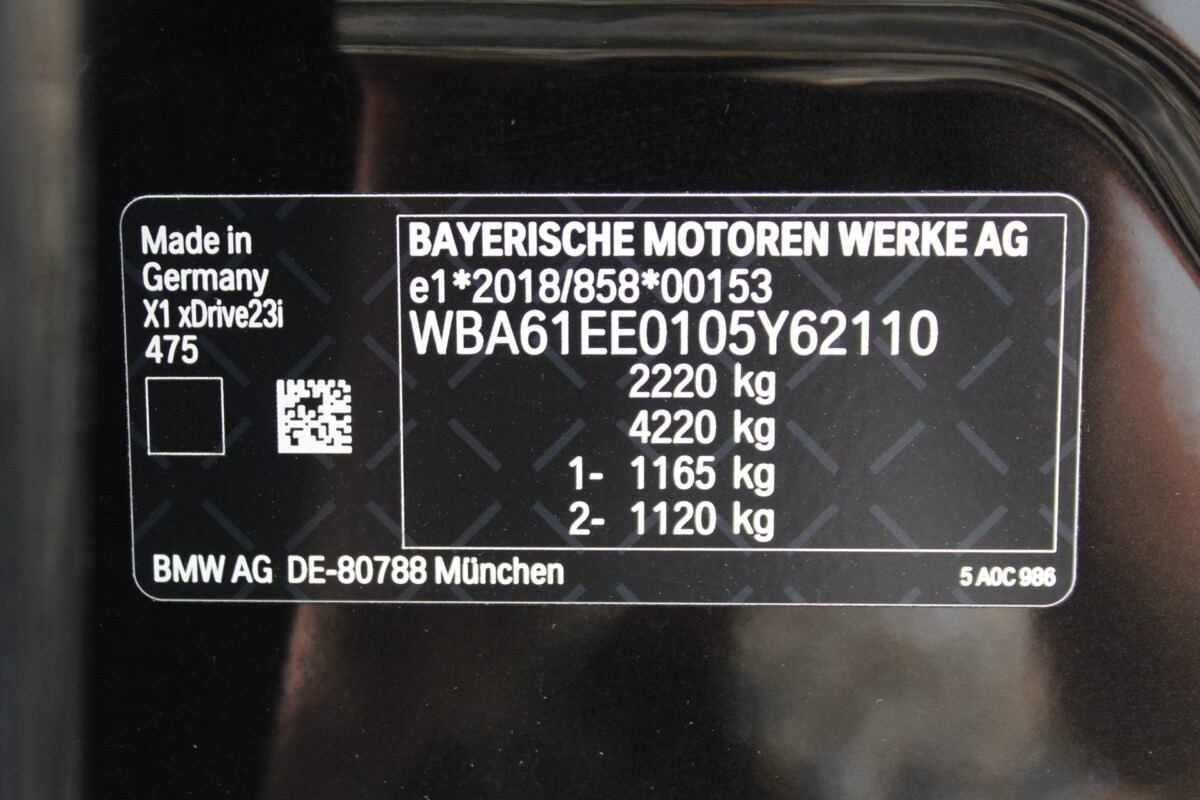 Made in
Germany
X1 xDrive23i
475
BAYERISCHE MOTOREN WERKE AG
e1*2018/858*00153
WBA61EE0105Y62110
2220 kg
4220 kg
1- 1165 kg
2- 1120 kg
BMW AG DE-80788 München
5 A0C 986